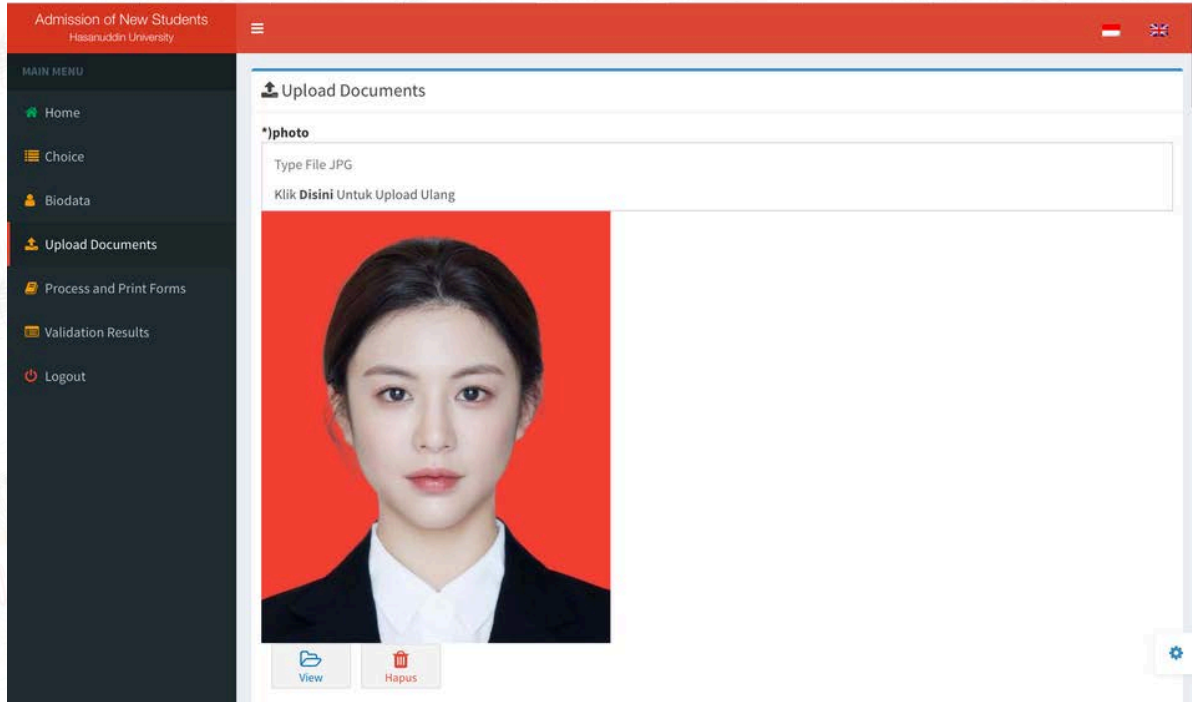 Admission of New Students
Hasanuddin University
MAIN MENU
Home
Choice
Biodata
Upload Documents
Process and Print Forms
Validation Results
Logout
Upload Documents
*)photo
Type File JPG
Klik Disini Untuk Upload Ulang
View
Hapus